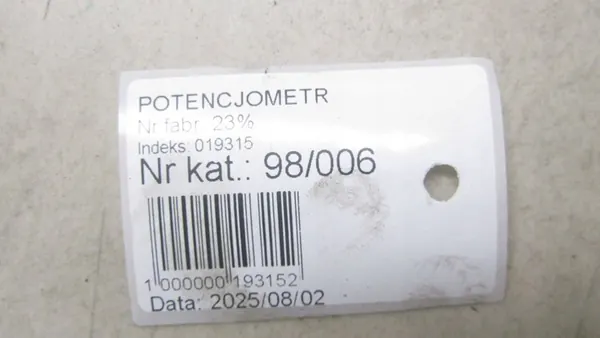 POTENCJOMETR
Nr fabr. 23%
Indeks: 019315
Nr kat.: 98/006
1 000000 193152
Data: 2025/08/02